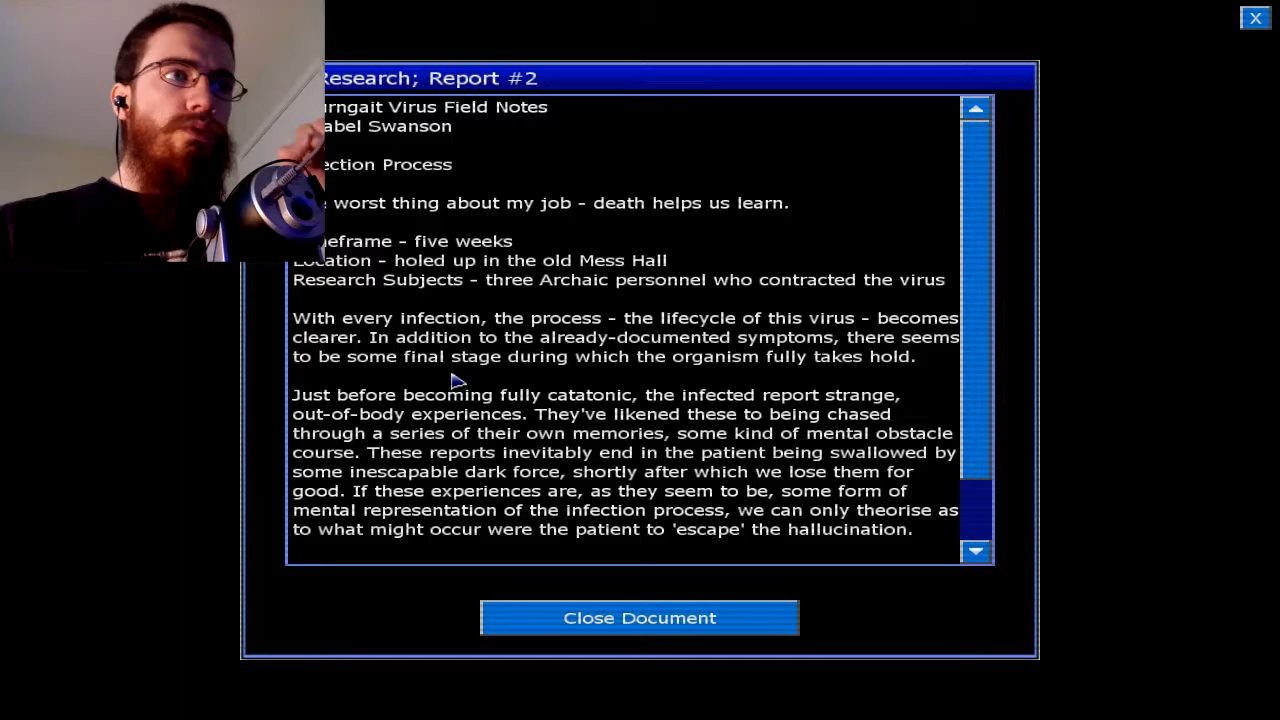 X
Research; Report #2
Virus Field Notes
Swanson
Process
worst thing about my job - death helps us learn.
- five weeks
Location - holed up in the old Mess Hall
Research Subjects - three Archaic personnel who contracted the virus
With every infection, the process - the lifecycle of this virus - becomes
clearer. In addition to the already-documented symptoms, there seems
to be some final stage during which the organism fully takes hold.
Just before becoming fully catatonic, the infected report strange,
out-of-body experiences. They've likened these to being chased
through a series of their own memories, some kind of mental obstacle
course. These reports inevitably end in the patient being swallowed by
some inescapable dark force, shortly after which we lose them for
good. If these experiences are, as they seem to be, some form of
mental representation of the infection process, we can only theorise as
to what might occur were the patient to 'escape' the hallucination.
Close Document